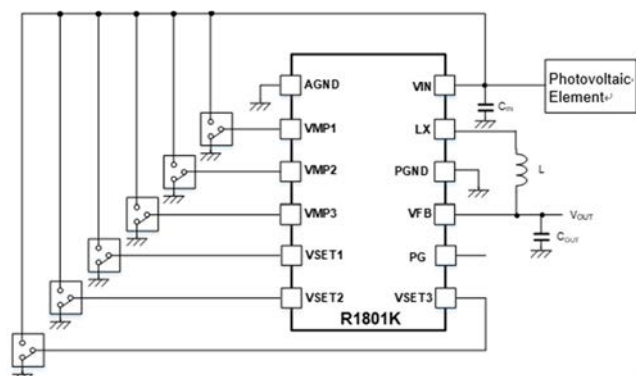 AGND
VMP1
VMP2
VMP3
VSET1
VSET2
VIN
LX
PGND
VFB
PG
VSET3
R1801K
Photovoltaic
Element↵
CIN
L
VOUT
COUT